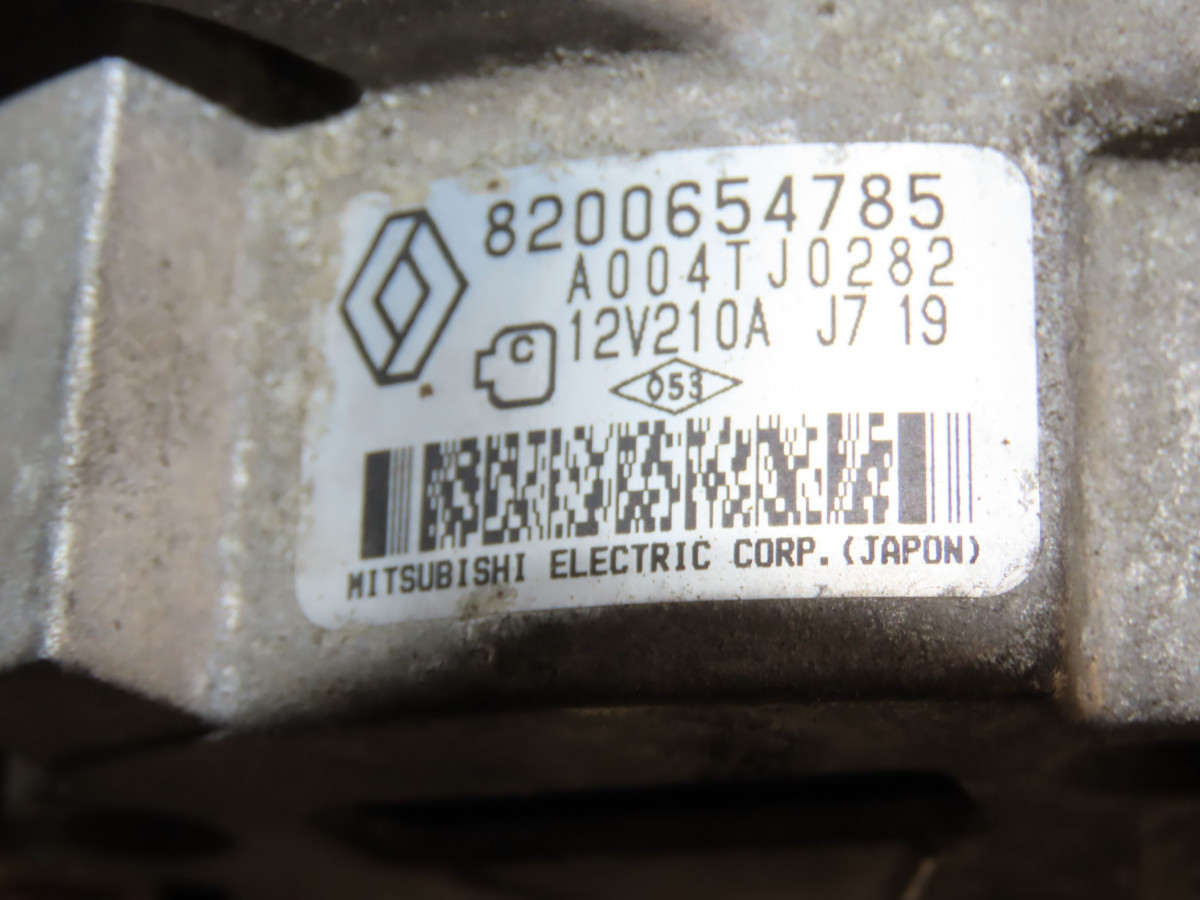 8200654785
A004TJ0282
12V210A J7 19
C
053
MITSUBISHI ELECTRIC CORP.(JAPON)